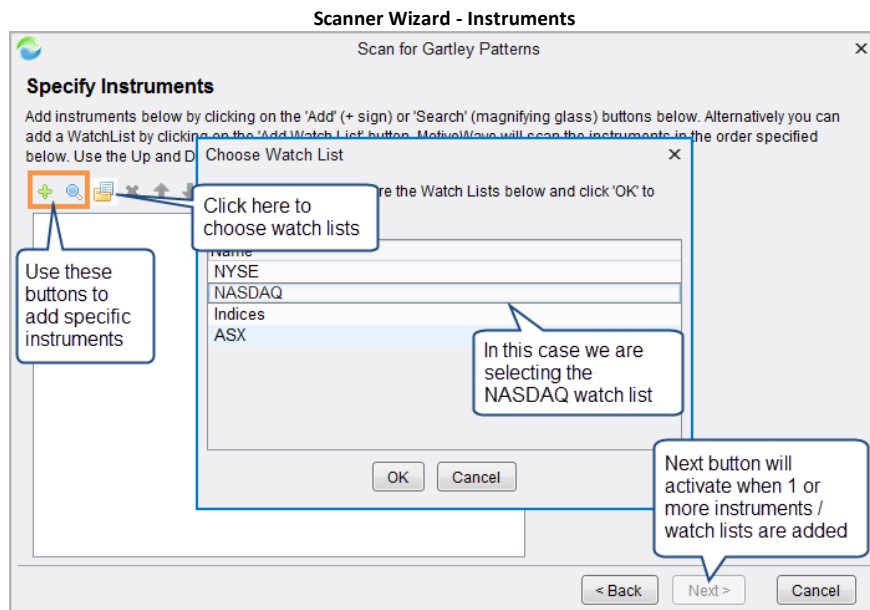 Scanner Wizard - Instruments
Scan for Gartley Patterns
Specify Instruments
Add instruments below by clicking on the 'Add' (+ sign) or 'Search' (magnifying glass) buttons below. Alternatively you can
add a WatchList by clicking on the 'Add Watch List' button. MotiveWave will scan the instruments in the order specified
below. Use the Up and D
Choose Watch List
re the Watch Lists below and click 'OK' to
Click here to
choose watch lists
Use these
buttons to
add specific
instruments
Name
NYSE
NASDAQ
Indices
ASX
In this case we are
selecting the
NASDAQ watch list
OK
Cancel
Next button will
activate when 1 or
more instruments /
watch lists are added
< Back
Next >
Cancel